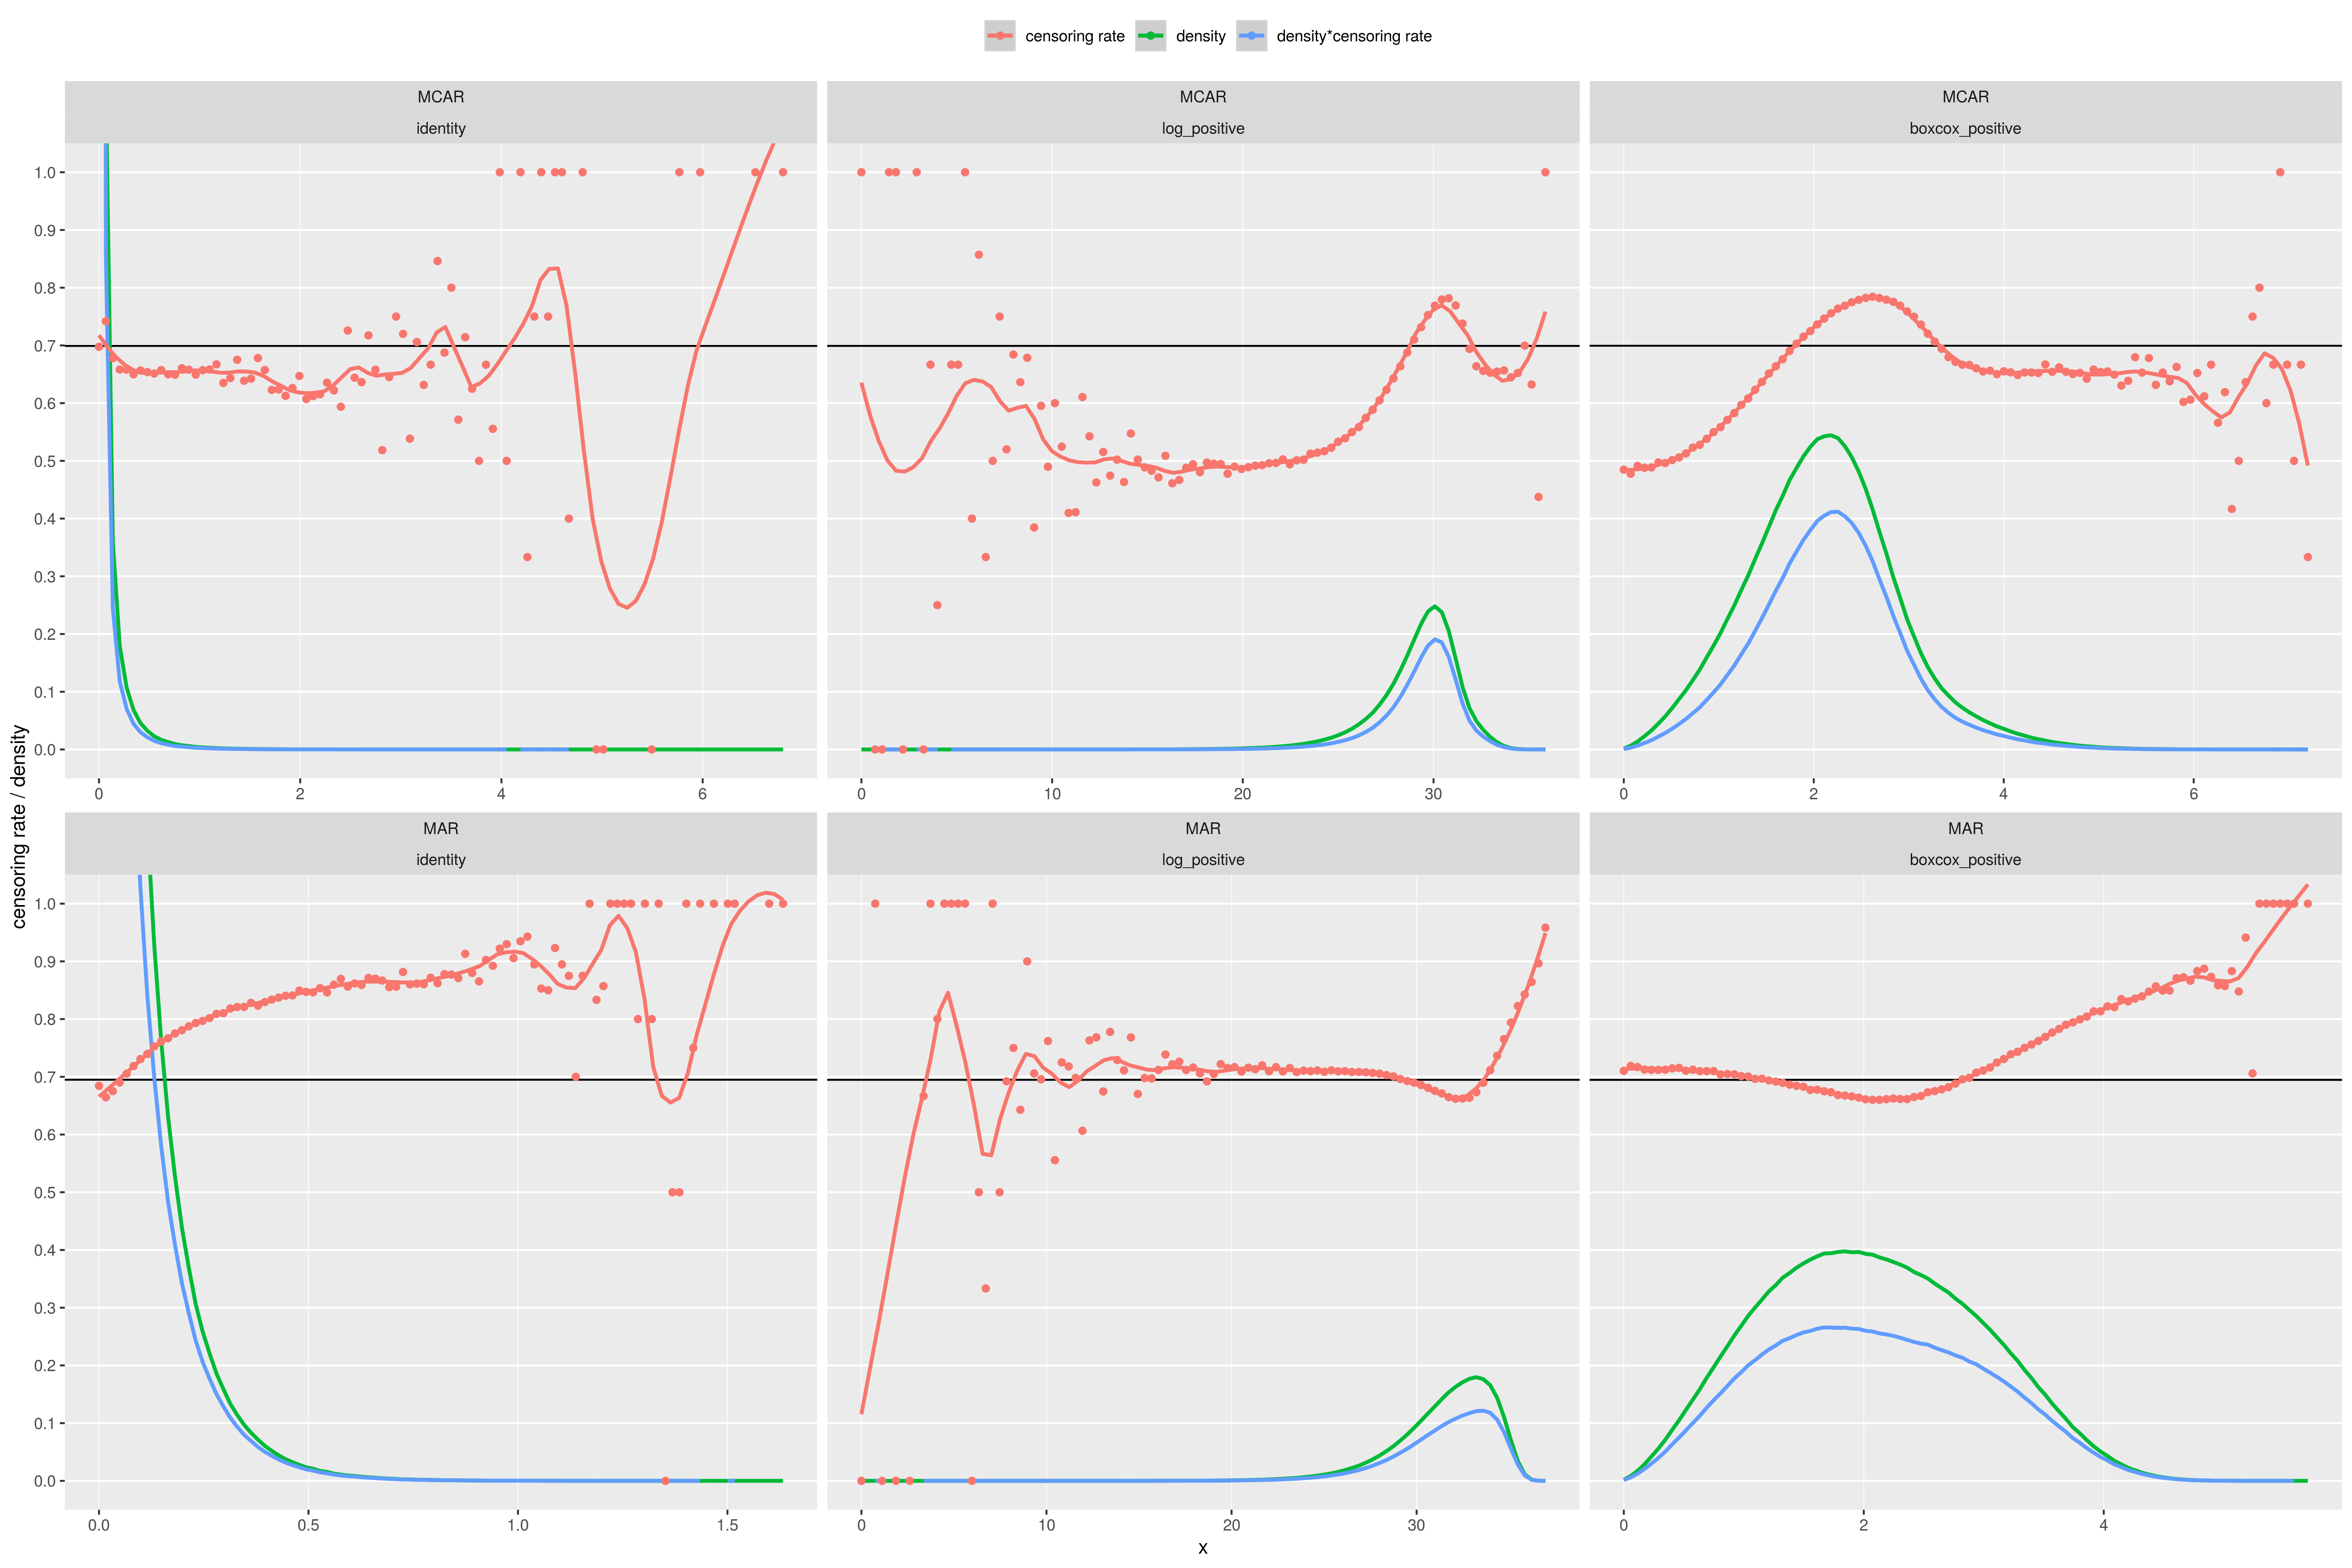 censoring rate density density*censoring rate
MCAR MCAR MCAR
identity log_positive boxcox_positive
1.0
0.9
0.8
0.7
0.6
0.5
0.4
0.3
0.2
0.1
0.0
0 2 4 6 0 10 20 30 0 2 4 6
censoring rate / density
MAR MAR MAR
identity log_positive boxcox_positive
1.0
0.9
0.8
0.7
0.6
0.5
0.4
0.3
0.2
0.1
0.0
0.0 0.5 1.0 1.5 0 10 20 30 0 2 4
x